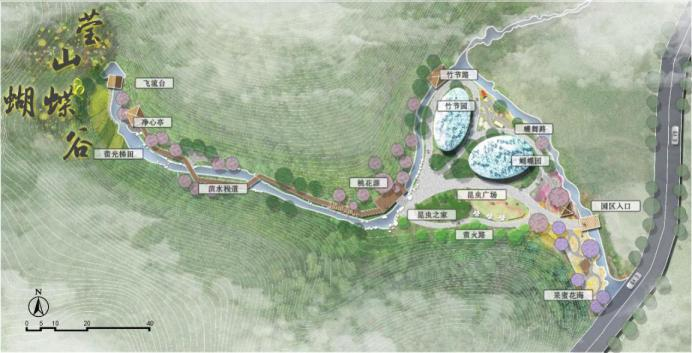 莹山
蝴蝶谷
飞瀑台
净心亭
萤光梯田
滨水栈道
桃花源
竹节路
竹节园
蝶舞路
蝴蝶园
昆虫广场
昆虫之家
萤火路
园区入口
采蜜花海
N
0 5 10 20 40